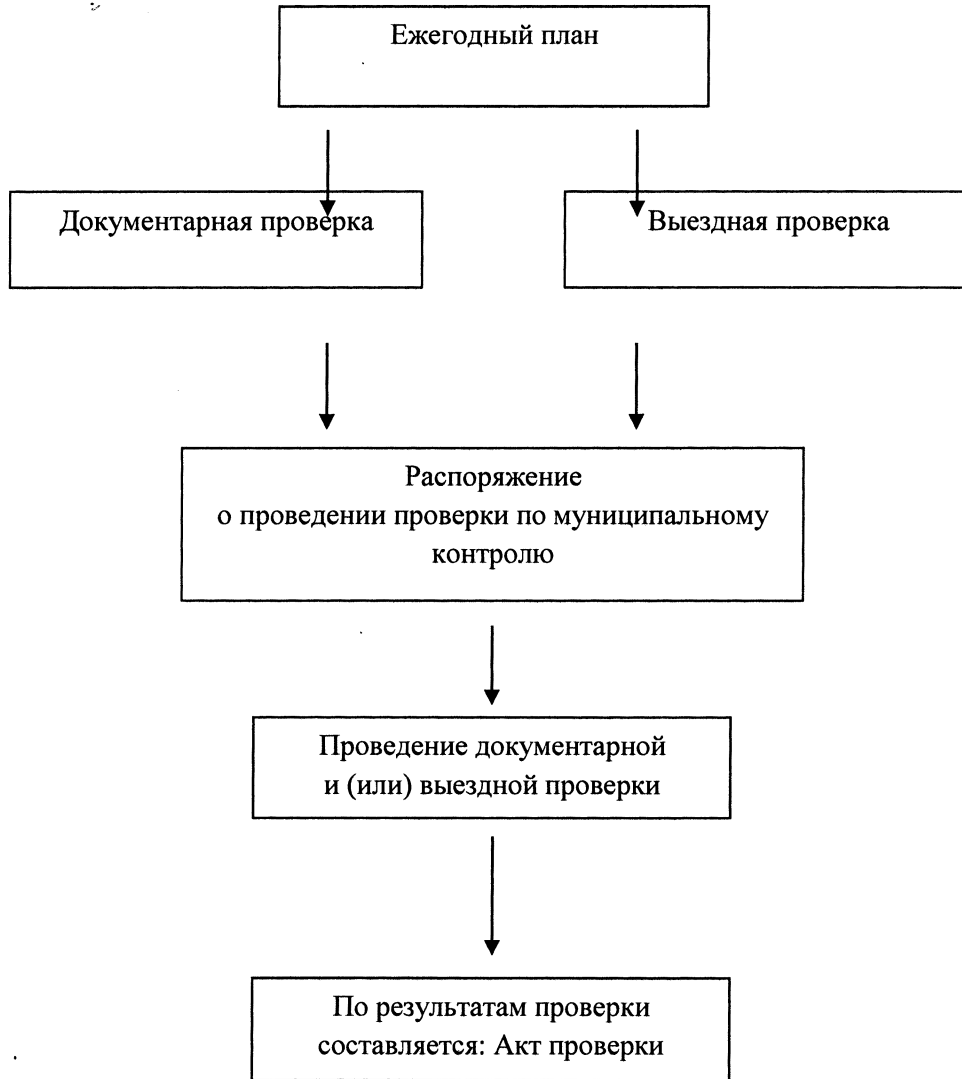 Ежегодный план
Документарная проверка
Выездная проверка
Распоряжение
о проведении проверки по муниципальному
контролю
Проведение документарной
и (или) выездной проверки
По результатам проверки
составляется: Акт проверки